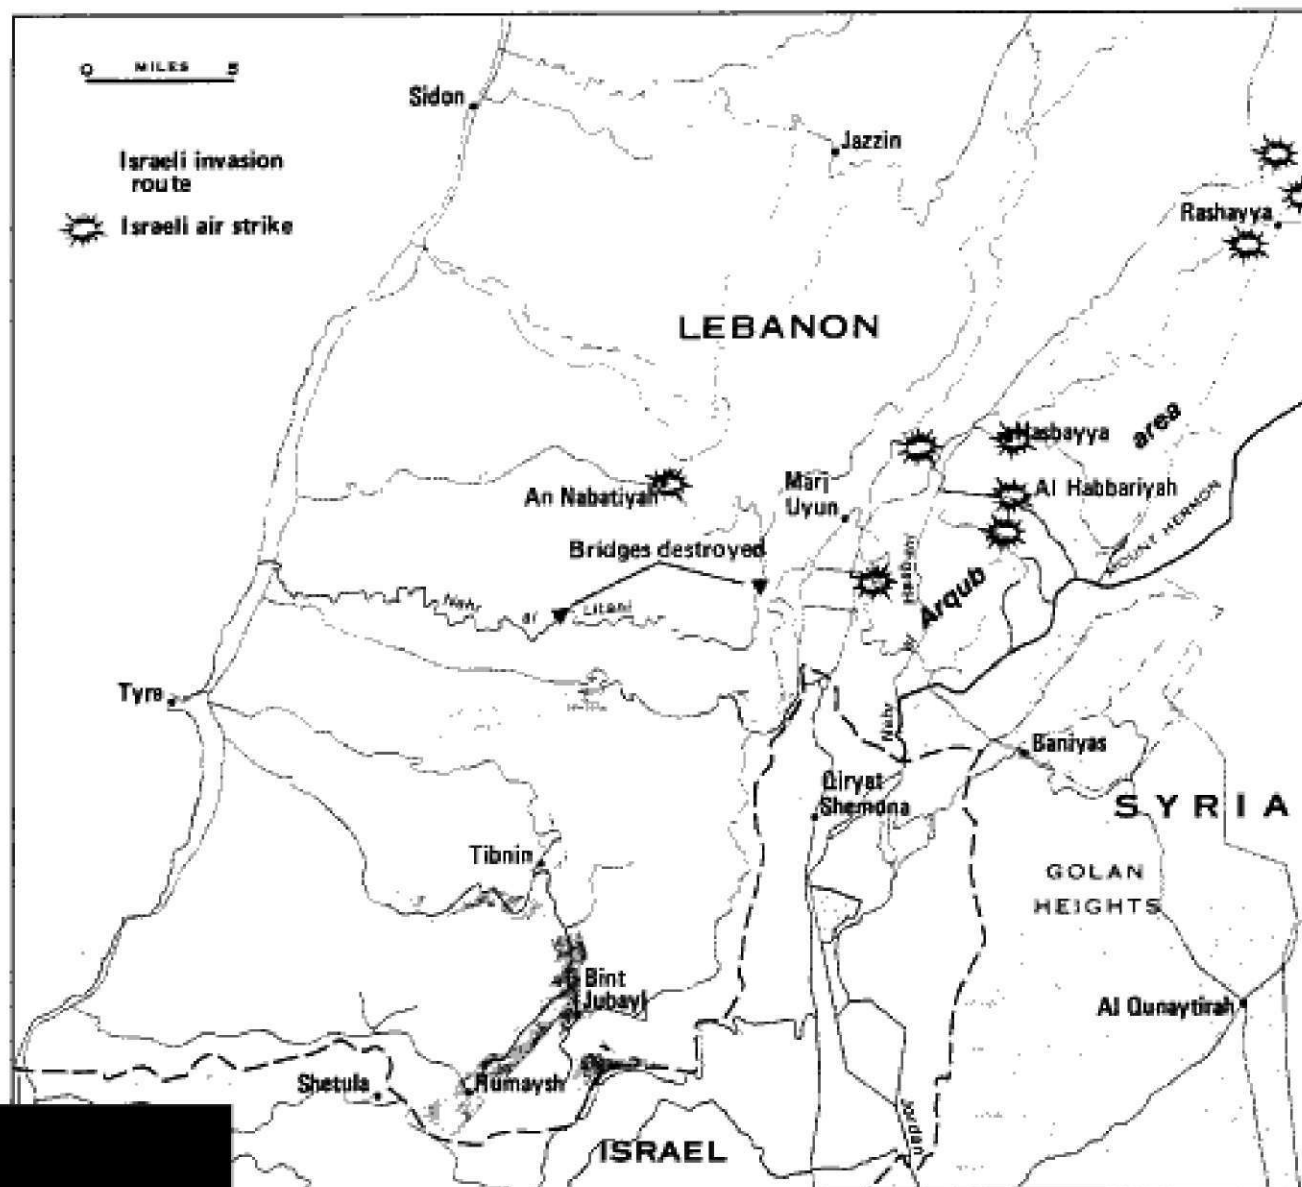 0 MILES 5
Sidon
Jazzin
Israeli invasion
route
Israeli air strike
Rashayya
LEBANON
Hasbayya
area
An Nabatiyah
Marj
Uyun
Al Habbariyah
MOUNT HERMON
Bridges destroyed
Nahr al Litani
Arqub
Nahr al
Tyre
Baniyas
Qiryat
Shemona
SYRIA
Tibnin
GOLAN
HEIGHTS
Bint
Jubayl
Al Qunaytirah
Shetula
Rumaysh
Jordan
ISRAEL